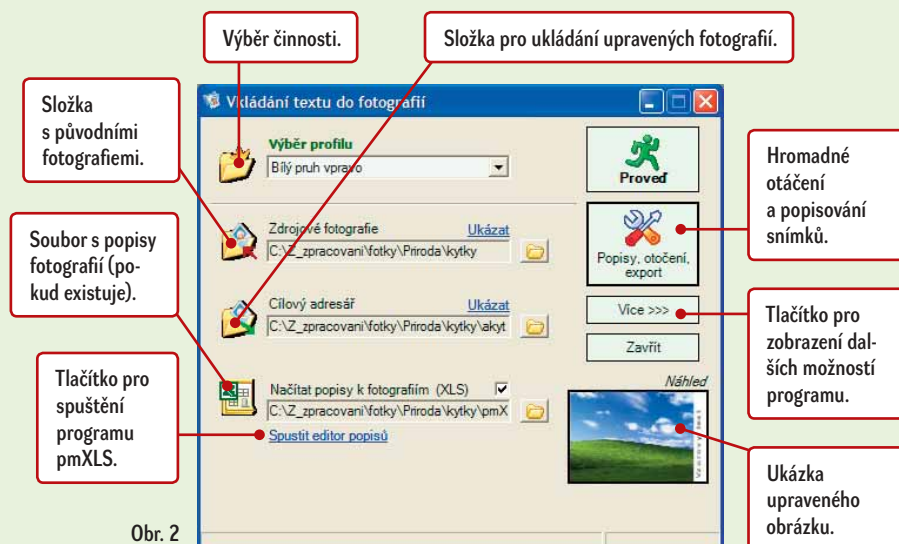 Výběr činnosti.
Složka pro ukládání upravených fotografií.
Složka
s původními
fotografiemi.
Soubor s popisy
fotografií (po-
kud existuje).
Tlačítko pro
spuštění
programu
pmXLS.
Obr. 2
Vkládání textu do fotografií
Výběr profilu
Bílý pruh vpravo
Zdrojové fotografie Ukázat
C:\Z_zpracovani\fotky\Priroda\kytky
Cílový adresář Ukázat
C:\Z_zpracovani\fotky\Priroda\kytky\akyt
Načítat popisy k fotografiím (XLS)
C:\Z_zpracovani\fotky\Priroda\kytky\pmX
Spustit editor popisů
Proveď
Popisy, otočení,
export
Více >>>
Zavřít
Náhled
Hromadné
otáčení
a popisování
snímků.
Tlačítko pro
zobrazení dal-
ších možností
programu.
Ukázka
upraveného
obrázku.